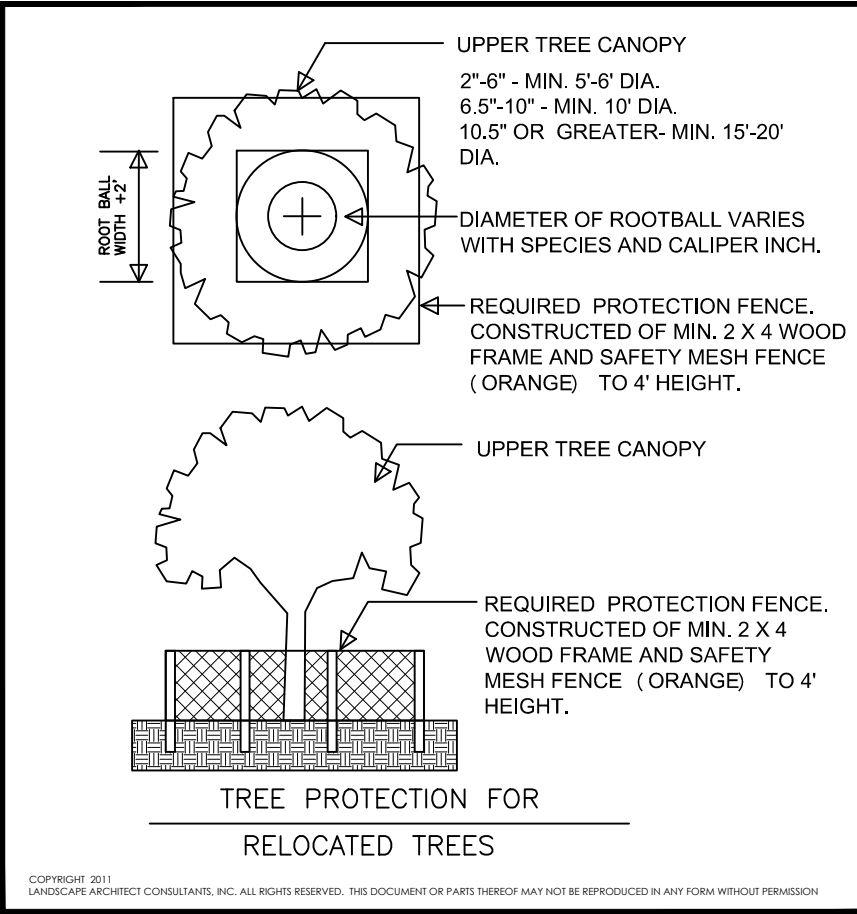 UPPER TREE CANOPY
2"-6" - MIN. 5'-6' DIA.
6.5"-10" - MIN. 10' DIA.
10.5" OR GREATER- MIN. 15'-20'
DIA.
ROOT BALL
WIDTH +2'
DIAMETER OF ROOTBALL VARIES
WITH SPECIES AND CALIPER INCH.
REQUIRED PROTECTION FENCE.
CONSTRUCTED OF MIN. 2 X 4 WOOD
FRAME AND SAFETY MESH FENCE
( ORANGE) TO 4' HEIGHT.
UPPER TREE CANOPY
REQUIRED PROTECTION FENCE.
CONSTRUCTED OF MIN. 2 X 4
WOOD FRAME AND SAFETY
MESH FENCE ( ORANGE) TO 4'
HEIGHT.
TREE PROTECTION FOR
RELOCATED TREES
COPYRIGHT 2011
LANDSCAPE ARCHITECT CONSULTANTS, INC. ALL RIGHTS RESERVED. THIS DOCUMENT OR PARTS THEREOF MAY NOT BE REPRODUCED IN ANY FORM WITHOUT PERMISSION